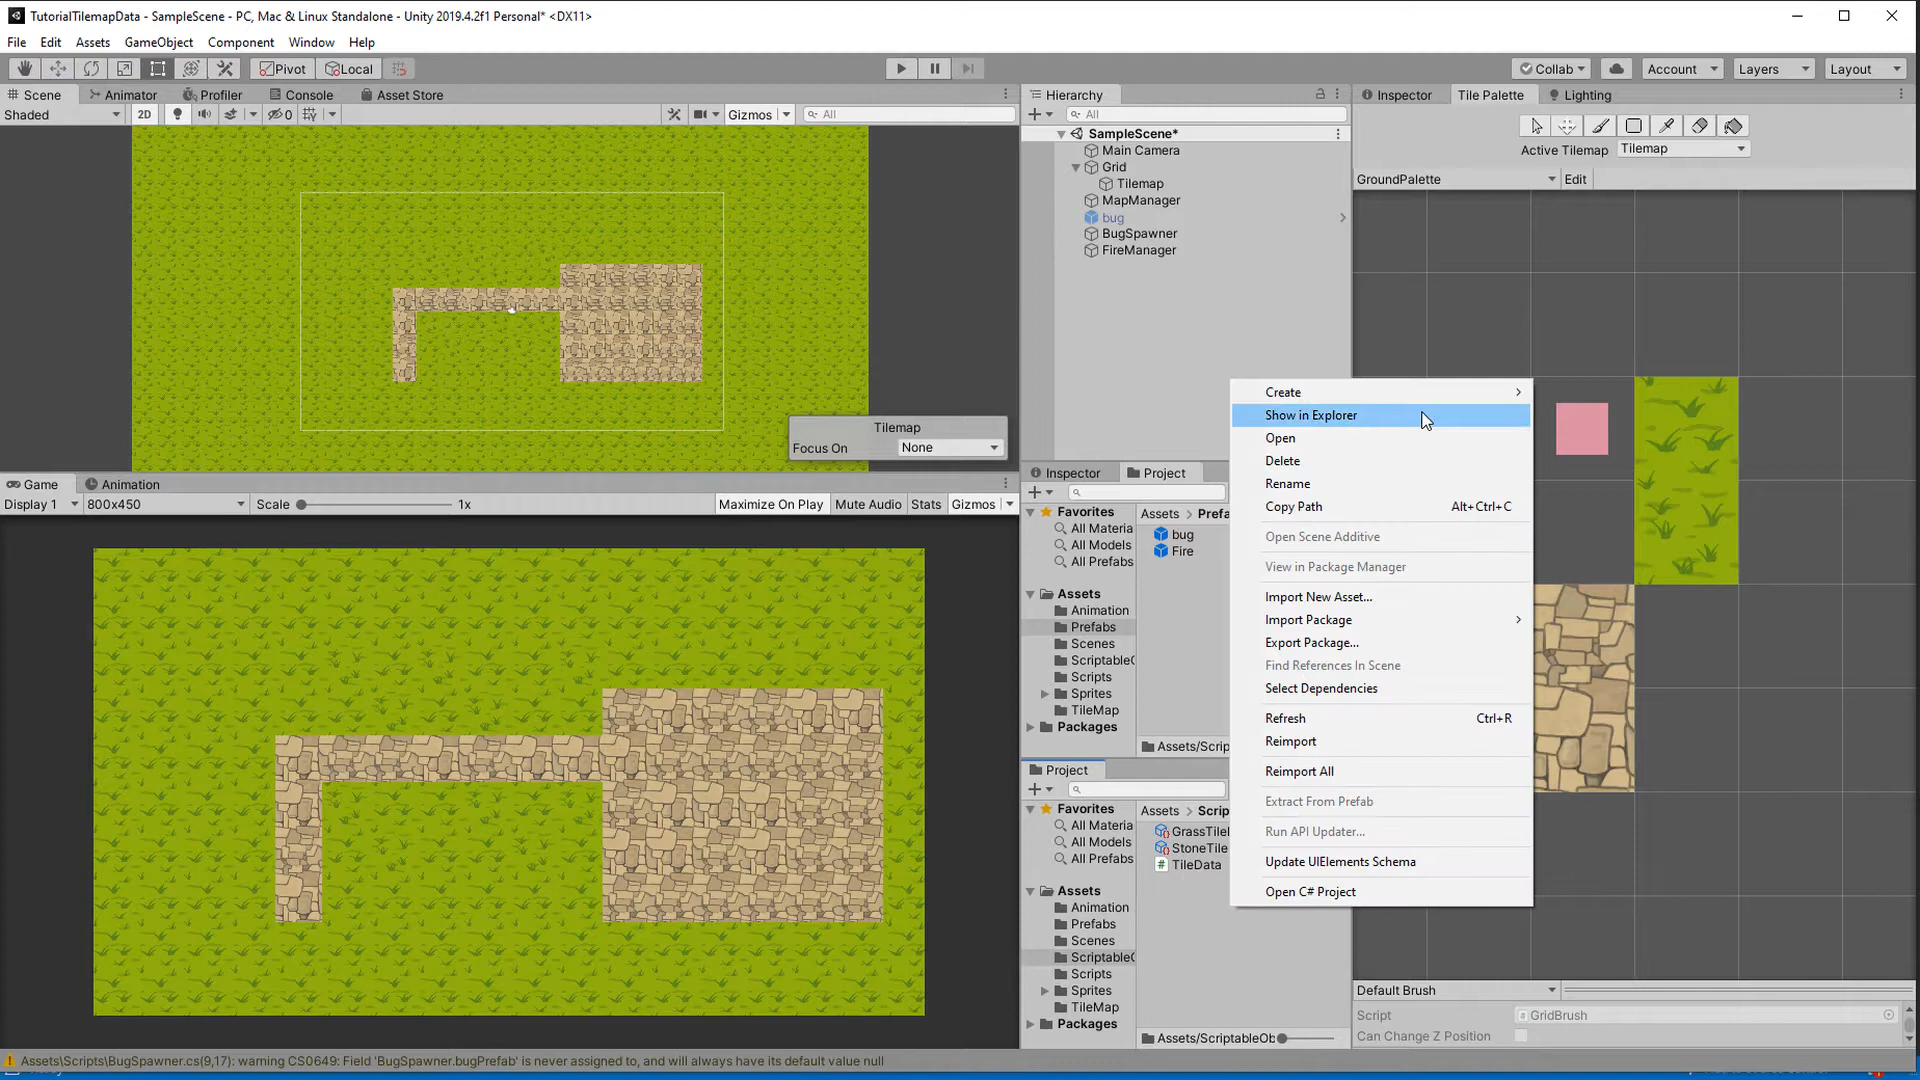 TutorialTilemapData - SampleScene - PC, Mac & Linux Standalone - Unity 2019.4.2f1 Personal* <DX11>
File Edit Assets GameObject Component Window Help
Pivot Local Collab Account Layers Layout
Scene Animator Profiler Console Asset Store
Shaded 2D 0 Gizmos All
Hierarchy
All
SampleScene*
Main Camera
Grid
Tilemap
MapManager
bug
BugSpawner
FireManager
Inspector Tile Palette Lighting
Active Tilemap Tilemap
GroundPalette Edit
Tilemap
Focus On None
Game Animation
Display 1 800x450 Scale 1x Maximize On Play Mute Audio Stats Gizmos
Inspector Project
Favorites
All Materia
All Models
All Prefabs
Assets
Animation
Prefabs
Scenes
Scriptable
Scripts
Sprites
TileMap
Packages
Assets > Prefa
bug
Fire
Assets/Scrip
Project
Favorites
All Materia
All Models
All Prefabs
Assets
Animation
Prefabs
Scenes
Scriptable
Scripts
Sprites
TileMap
Packages
Assets > Scrip
GrassTile
StoneTile
TileData
Assets/ScriptableOb
Create
Show in Explorer
Open
Delete
Rename
Copy Path Alt+Ctrl+C
Open Scene Additive
View in Package Manager
Import New Asset...
Import Package
Export Package...
Find References In Scene
Select Dependencies
Refresh Ctrl+R
Reimport
Reimport All
Extract From Prefab
Run API Updater...
Update UIElements Schema
Open C# Project
Default Brush
Script GridBrush
Can Change Z Position
Assets\Scripts\BugSpawner.cs(9,17): warning CS0649: Field 'BugSpawner.bugPrefab' is never assigned to, and will always have its default value null